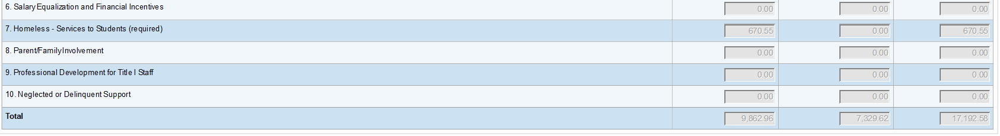 6. Salary Equalization and Financial Incentives 0.00 0.00 0.00
7. Homeless - Services to Students (required) 670.55 0.00 670.55
8. Parent/Family Involvement 0.00 0.00 0.00
9. Professional Development for Title I Staff 0.00 0.00 0.00
10. Neglected or Delinquent Support 0.00 0.00 0.00
Total 9,862.96 7,329.62 17,192.58